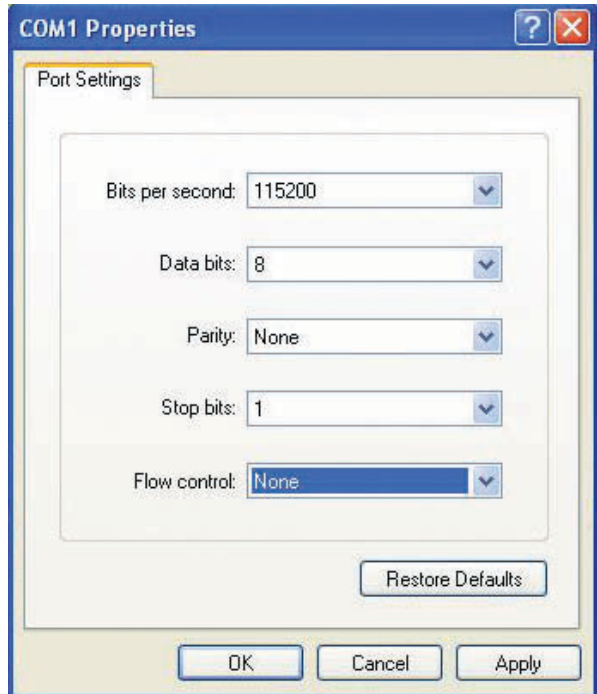 COM1 Properties
Port Settings
Bits per second: 115200
Data bits: 8
Parity: None
Stop bits: 1
Flow control: None
Restore Defaults
OK Cancel Apply